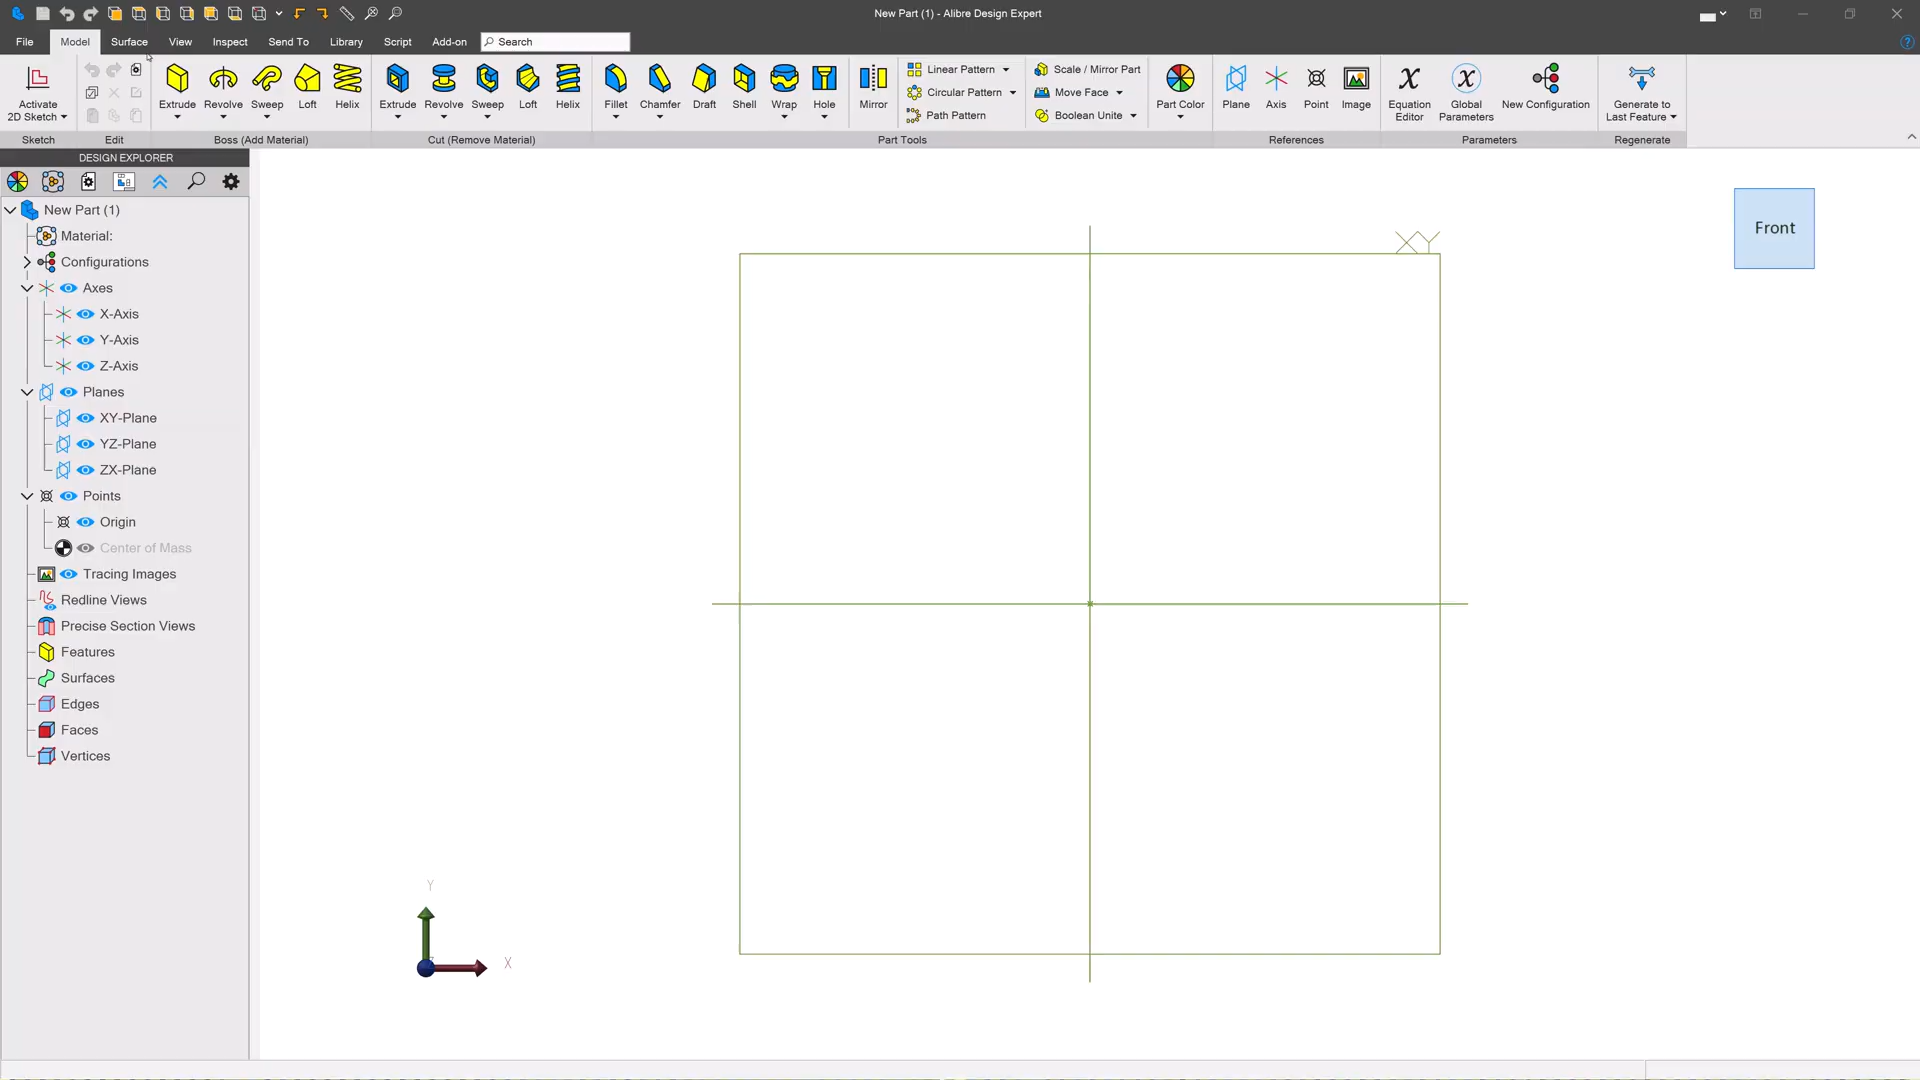 New Part (1) - Alibre Design Expert
File Model Surface View Inspect Send To Library Script Add-on Search
Activate
2D Sketch
Sketch
Edit
Extrude Revolve Sweep Loft Helix
Boss (Add Material)
Extrude Revolve Sweep Loft Helix
Cut (Remove Material)
Fillet Chamfer Draft Shell Wrap Hole
Mirror
Linear Pattern
Circular Pattern
Path Pattern
Scale / Mirror Part
Move Face
Boolean Unite
Part Tools
Part Color
Plane Axis Point Image
References
Equation
Editor
Global
Parameters
New Configuration
Parameters
Generate to
Last Feature
Regenerate
DESIGN EXPLORER
New Part (1)
Material:
Configurations
Axes
X-Axis
Y-Axis
Z-Axis
Planes
XY-Plane
YZ-Plane
ZX-Plane
Points
Origin
Center of Mass
Tracing Images
Redline Views
Precise Section Views
Features
Surfaces
Edges
Faces
Vertices
XY
Front
Y
X